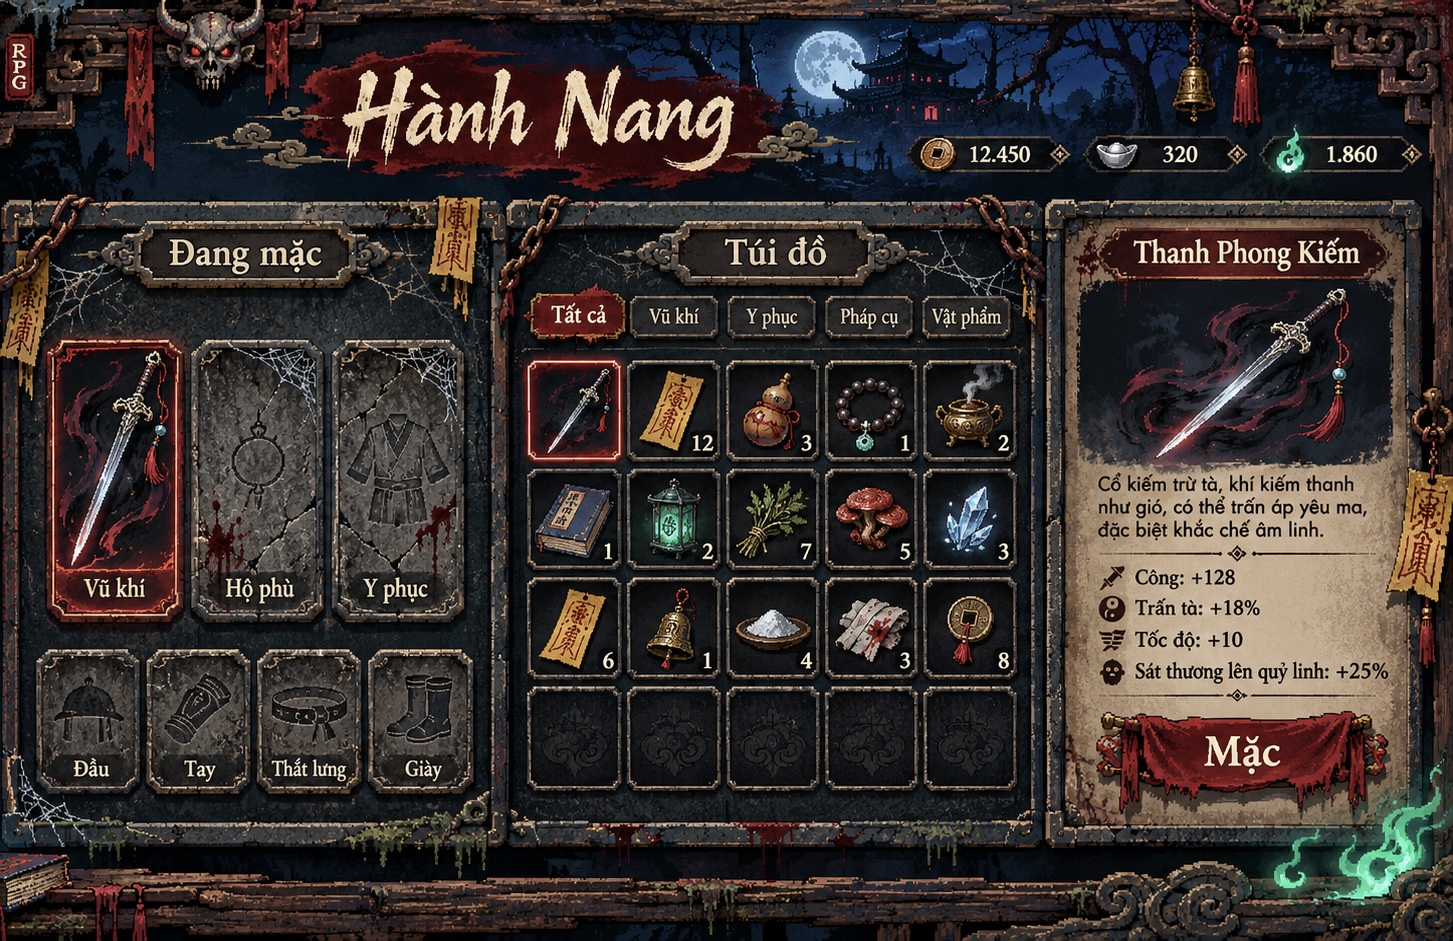 RPG
Hành Nang
12.450
320
1.860
Đang mặc
Vũ khí
Hộ phù
Y phục
Đầu
Tay
Thắt lưng
Giày
Túi đồ
Tất cả
Vũ khí
Y phục
Pháp cụ
Vật phẩm
12
3
1
2
1
2
7
5
3
6
1
4
3
8
Thanh Phong Kiếm
Cổ kiếm trừ tà, khí kiếm thanh
như gió, có thể trấn áp yêu ma,
đặc biệt khắc chế âm linh.
Công: +128
Trấn tà: +18%
Tốc độ: +10
Sát thương lên quỷ linh: +25%
Mặc